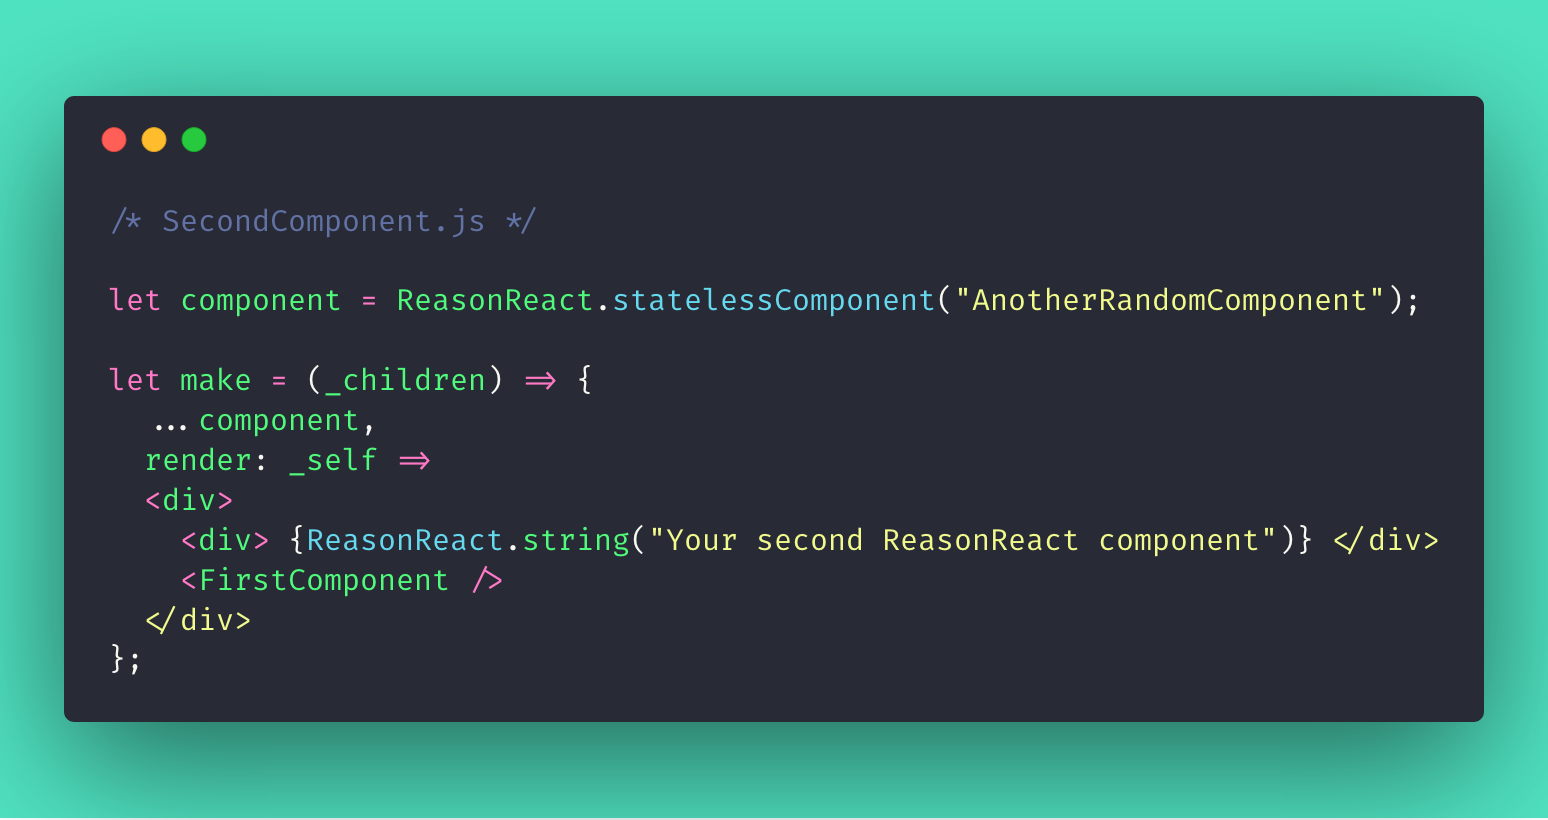 /* SecondComponent.js */
let component = ReasonReact.statelessComponent("AnotherRandomComponent");
let make = (_children) => {
...component,
render: _self =>
<div>
<div> {ReasonReact.string("Your second ReasonReact component")} </div>
<FirstComponent />
</div>
};